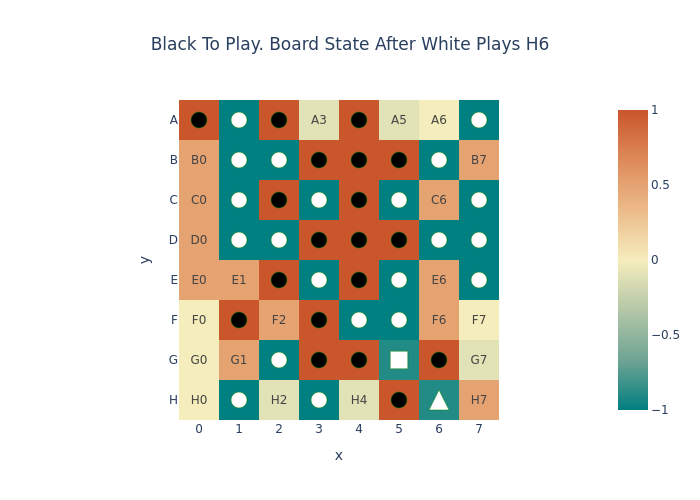 Black To Play. Board State After White Plays H6
A A3 A5 A6
B B0 B7
C C0 C6
D D0
E E0 E1 E6
F F0 F2 F6 F7
G G0 G1 G7
H H0 H2 H4 H7
0 1 2 3 4 5 6 7
x
y
1
0.5
0
−0.5
−1